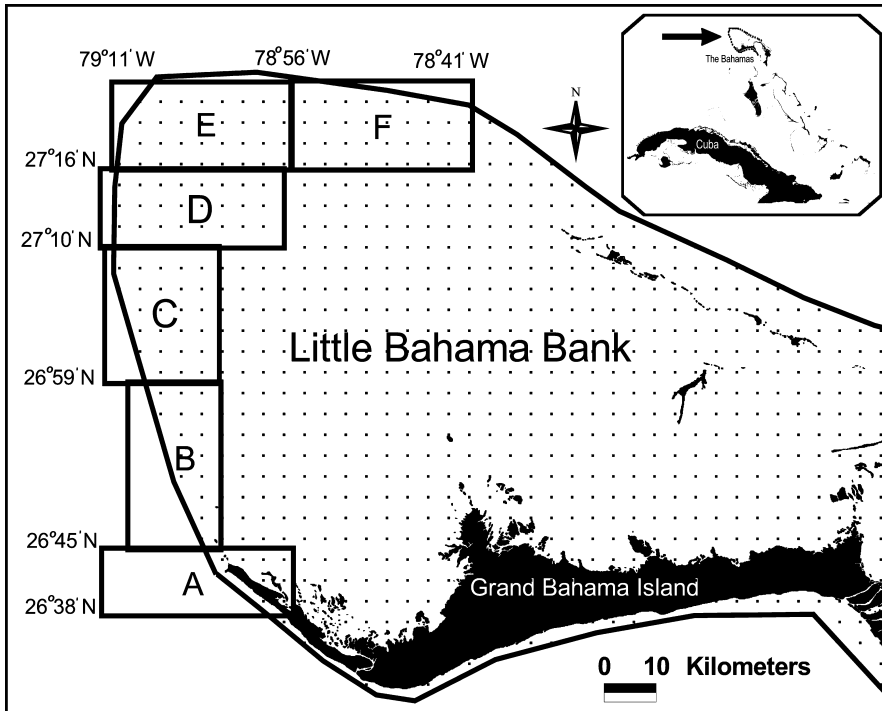 79°11' W 78°56' W 78°41' W
N
The Bahamas
Cuba
E F
27°16' N
D
27°10' N
C
Little Bahama Bank
26°59' N
B
26°45' N
A
Grand Bahama Island
26°38' N
0 10 Kilometers